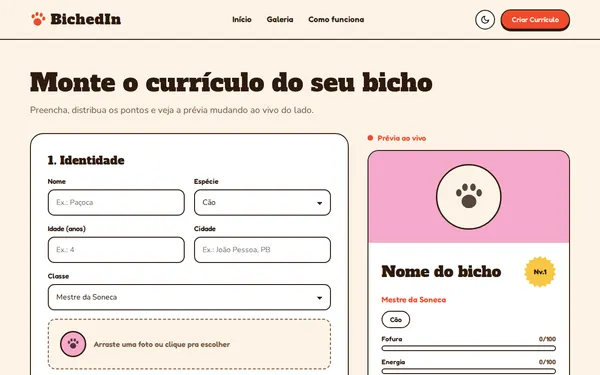 BichedIn
Início Galeria Como funciona
Criar Currículo
Monte o currículo do seu bicho
Preencha, distribua os pontos e veja a prévia mudando ao vivo do lado.
1. Identidade
Nome Espécie
Ex.: Paçoca Cão
Idade (anos) Cidade
Ex.: 4 Ex.: João Pessoa, PB
Classe
Mestre da Soneca
Arraste uma foto ou clique pra escolher
Prévia ao vivo
Nome do bicho
Nv.1
Mestre da Soneca
Cão
Fofura 0/100
Energia 0/100